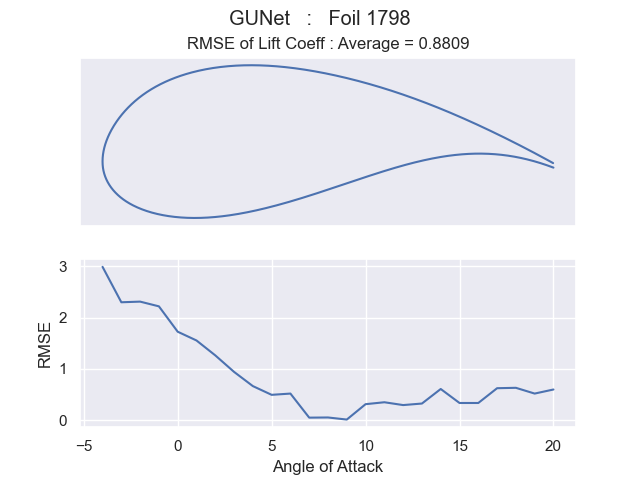 GUNet : Foil 1798
RMSE of Lift Coeff : Average = 0.8809
3
2
1
0
RMSE
−5 0 5 10 15 20
Angle of Attack